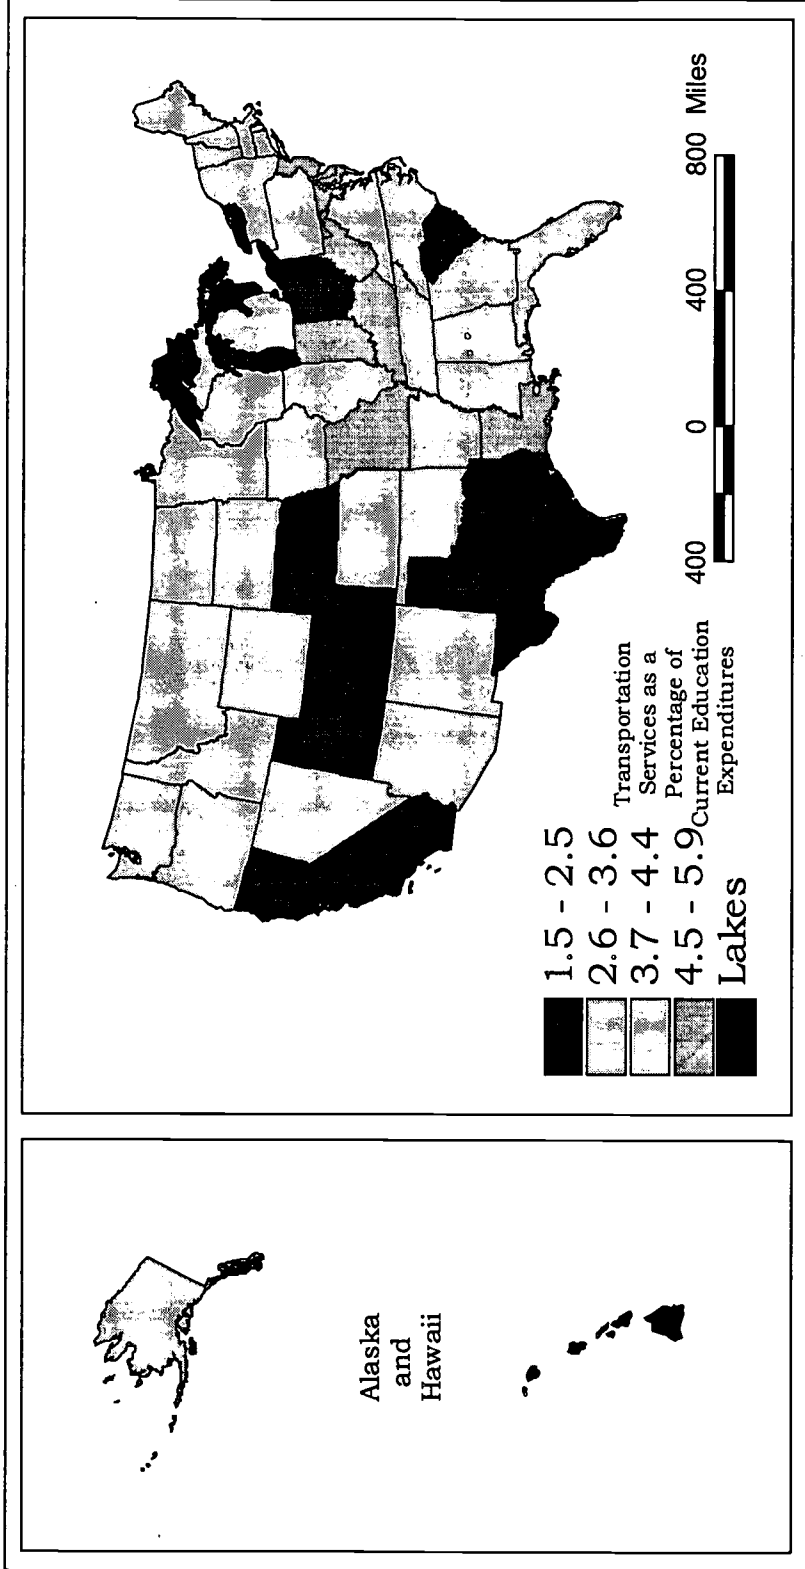 Alaska
and
Hawaii
1.5 - 2.5
2.6 - 3.6
3.7 - 4.4
4.5 - 5.9
Lakes
Transportation
Services as a
Percentage of
Current Education
Expenditures
400 0 400 800 Miles